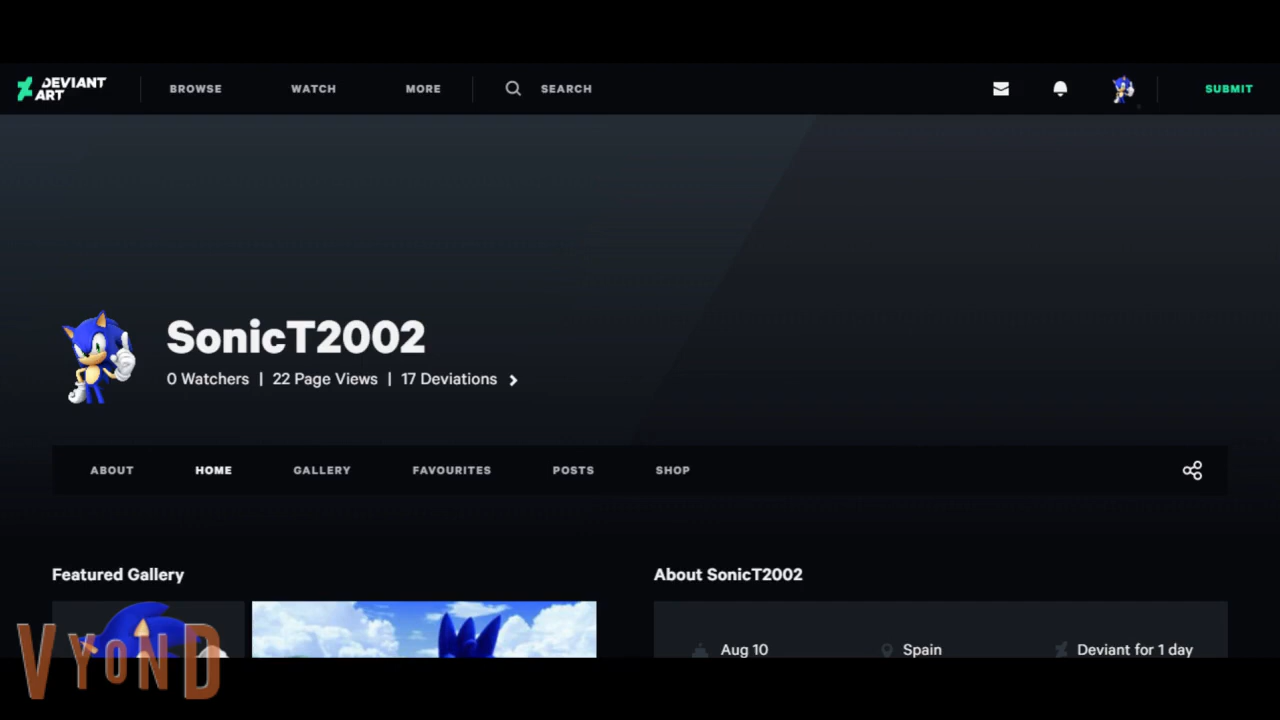 DEVIANT
ART
BROWSE
WATCH
MORE
SEARCH
SUBMIT
SonicT2002
0 Watchers | 22 Page Views | 17 Deviations
ABOUT
HOME
GALLERY
FAVOURITES
POSTS
SHOP
Featured Gallery
About SonicT2002
Aug 10
Spain
Deviant for 1 day
VYOND